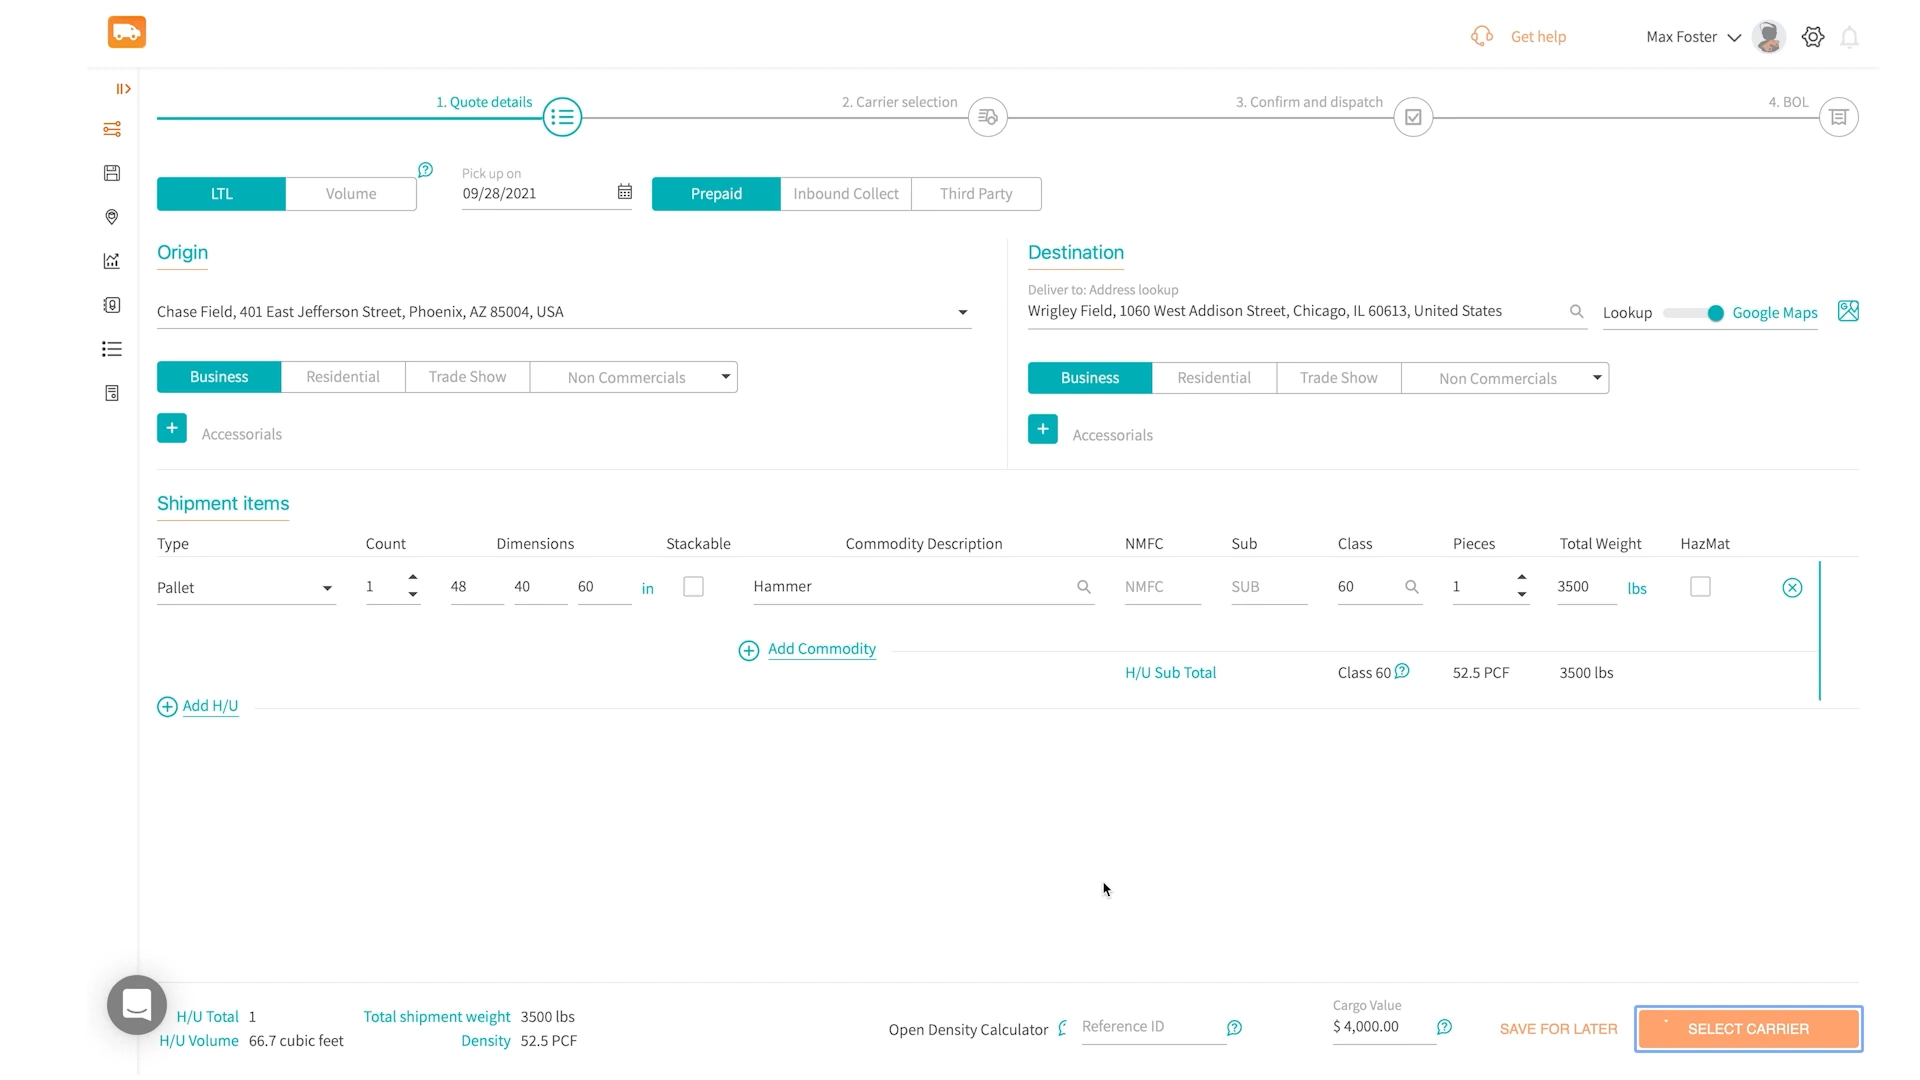 Get help
Max Foster
1. Quote details
2. Carrier selection
3. Confirm and dispatch
4. BOL
LTL
Volume
Pick up on
09/28/2021
Prepaid
Inbound Collect
Third Party
Origin
Chase Field, 401 East Jefferson Street, Phoenix, AZ 85004, USA
Business
Residential
Trade Show
Non Commercials
Accessorials
Destination
Deliver to: Address lookup
Wrigley Field, 1060 West Addison Street, Chicago, IL 60613, United States
Lookup
Google Maps
Business
Residential
Trade Show
Non Commercials
Accessorials
Shipment items
Type Count Dimensions Stackable Commodity Description NMFC Sub Class Pieces Total Weight HazMat
Pallet 1 48 40 60 in Hammer NMFC SUB 60 1 3500 lbs
Add Commodity
H/U Sub Total Class 60 52.5 PCF 3500 lbs
Add H/U
H/U Total 1
H/U Volume 66.7 cubic feet
Total shipment weight 3500 lbs
Density 52.5 PCF
Open Density Calculator
Reference ID
Cargo Value
$ 4,000.00
SAVE FOR LATER
SELECT CARRIER